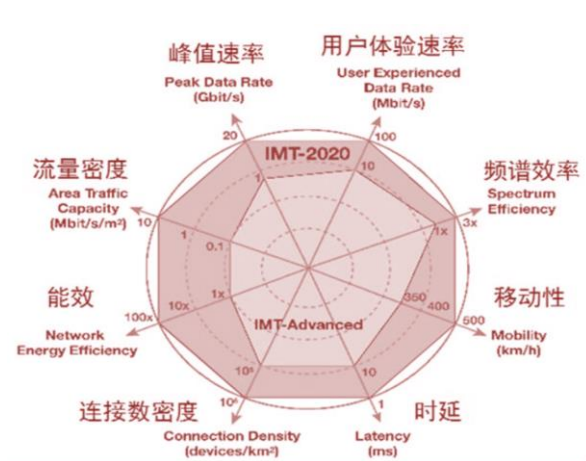 峰值速率
Peak Data Rate
(Gbit/s)
用户体验速率
User Experienced
Data Rate
(Mbit/s)
20
100
IMT-2020
1
10
流量密度
Area Traffic
Capacity
(Mbit/s/m²)
10
1
0.1
频谱效率
Spectrum
Efficiency
3x
1x
能效
Network
Energy Efficiency
100x
10x
1x
移动性
Mobility
(km/h)
350
400
500
IMT-Advanced
连接数密度
Connection Density
(devices/km²)
10
1
时延
Latency
(ms)